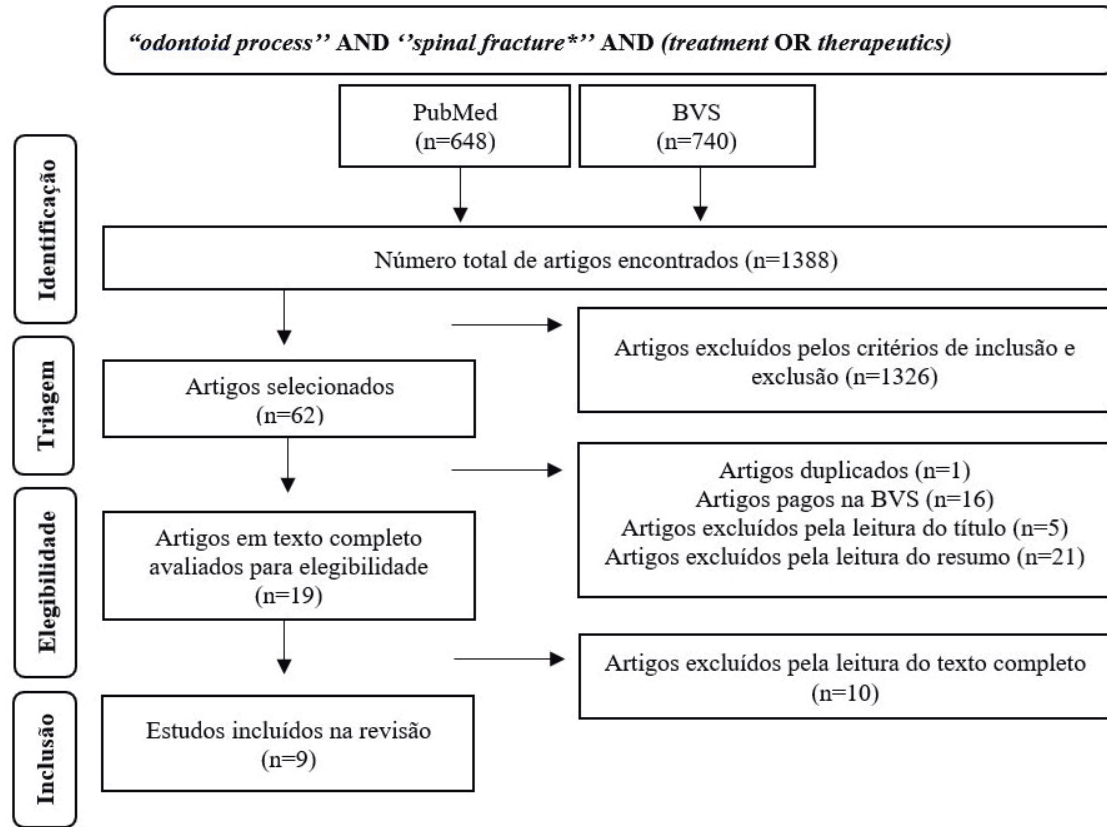 “odontoid process’’ AND ‘’spinal fracture*’’ AND (treatment OR therapeutics)
PubMed
(n=648)
BVS
(n=740)
Identificação
Número total de artigos encontrados (n=1388)
Triagem
Artigos selecionados
(n=62)
Artigos excluídos pelos critérios de inclusão e
exclusão (n=1326)
Elegibilidade
Artigos em texto completo
avaliados para elegibilidade
(n=19)
Artigos duplicados (n=1)
Artigos pagos na BVS (n=16)
Artigos excluídos pela leitura do título (n=5)
Artigos excluídos pela leitura do resumo (n=21)
Artigos excluídos pela leitura do texto completo
(n=10)
Inclusão
Estudos incluídos na revisão
(n=9)